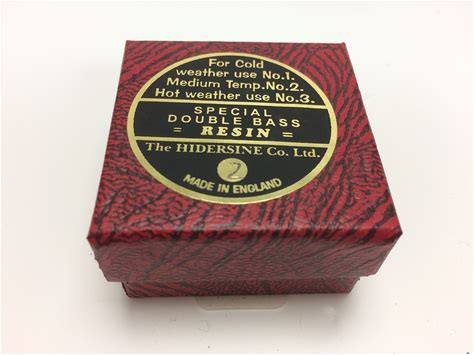 For Cold
weather use No.1.
Medium Temp.No.2.
Hot weather use No.3.
SPECIAL
DOUBLE BASS
= RESIN =
The HIDERSINE Co. Ltd.
2
MADE IN ENGLAND